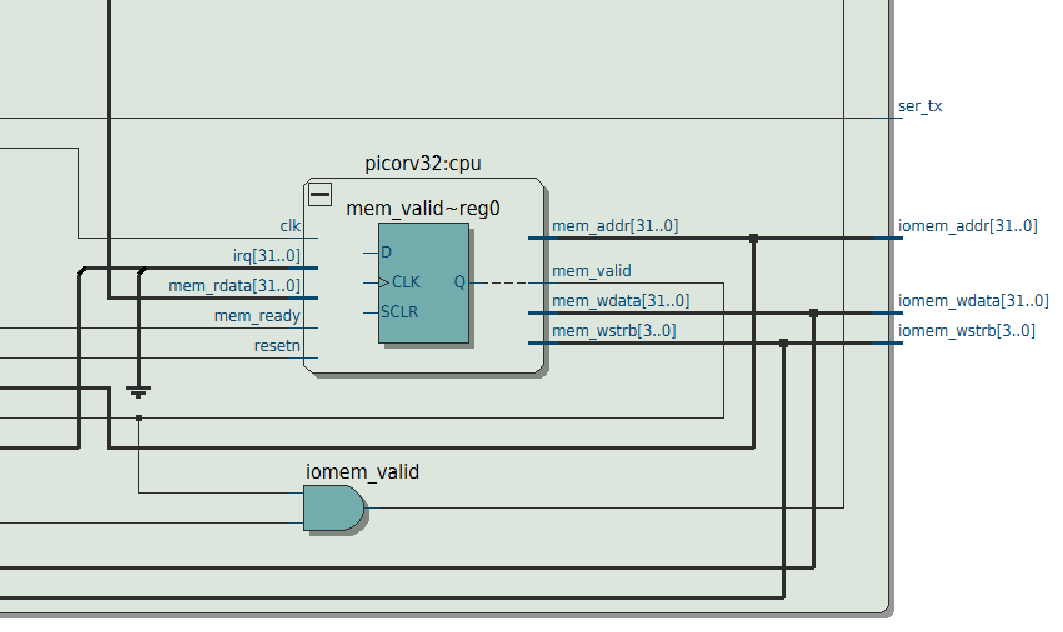 ser_tx
picorv32:cpu
mem_valid~reg0
clk
mem_addr[31..0]
iomem_addr[31..0]
irq[31..0]
D
mem_rdata[31..0]
CLK
Q
mem_valid
mem_ready
SCLR
mem_wdata[31..0]
iomem_wdata[31..0]
resetn
mem_wstrb[3..0]
iomem_wstrb[3..0]
iomem_valid